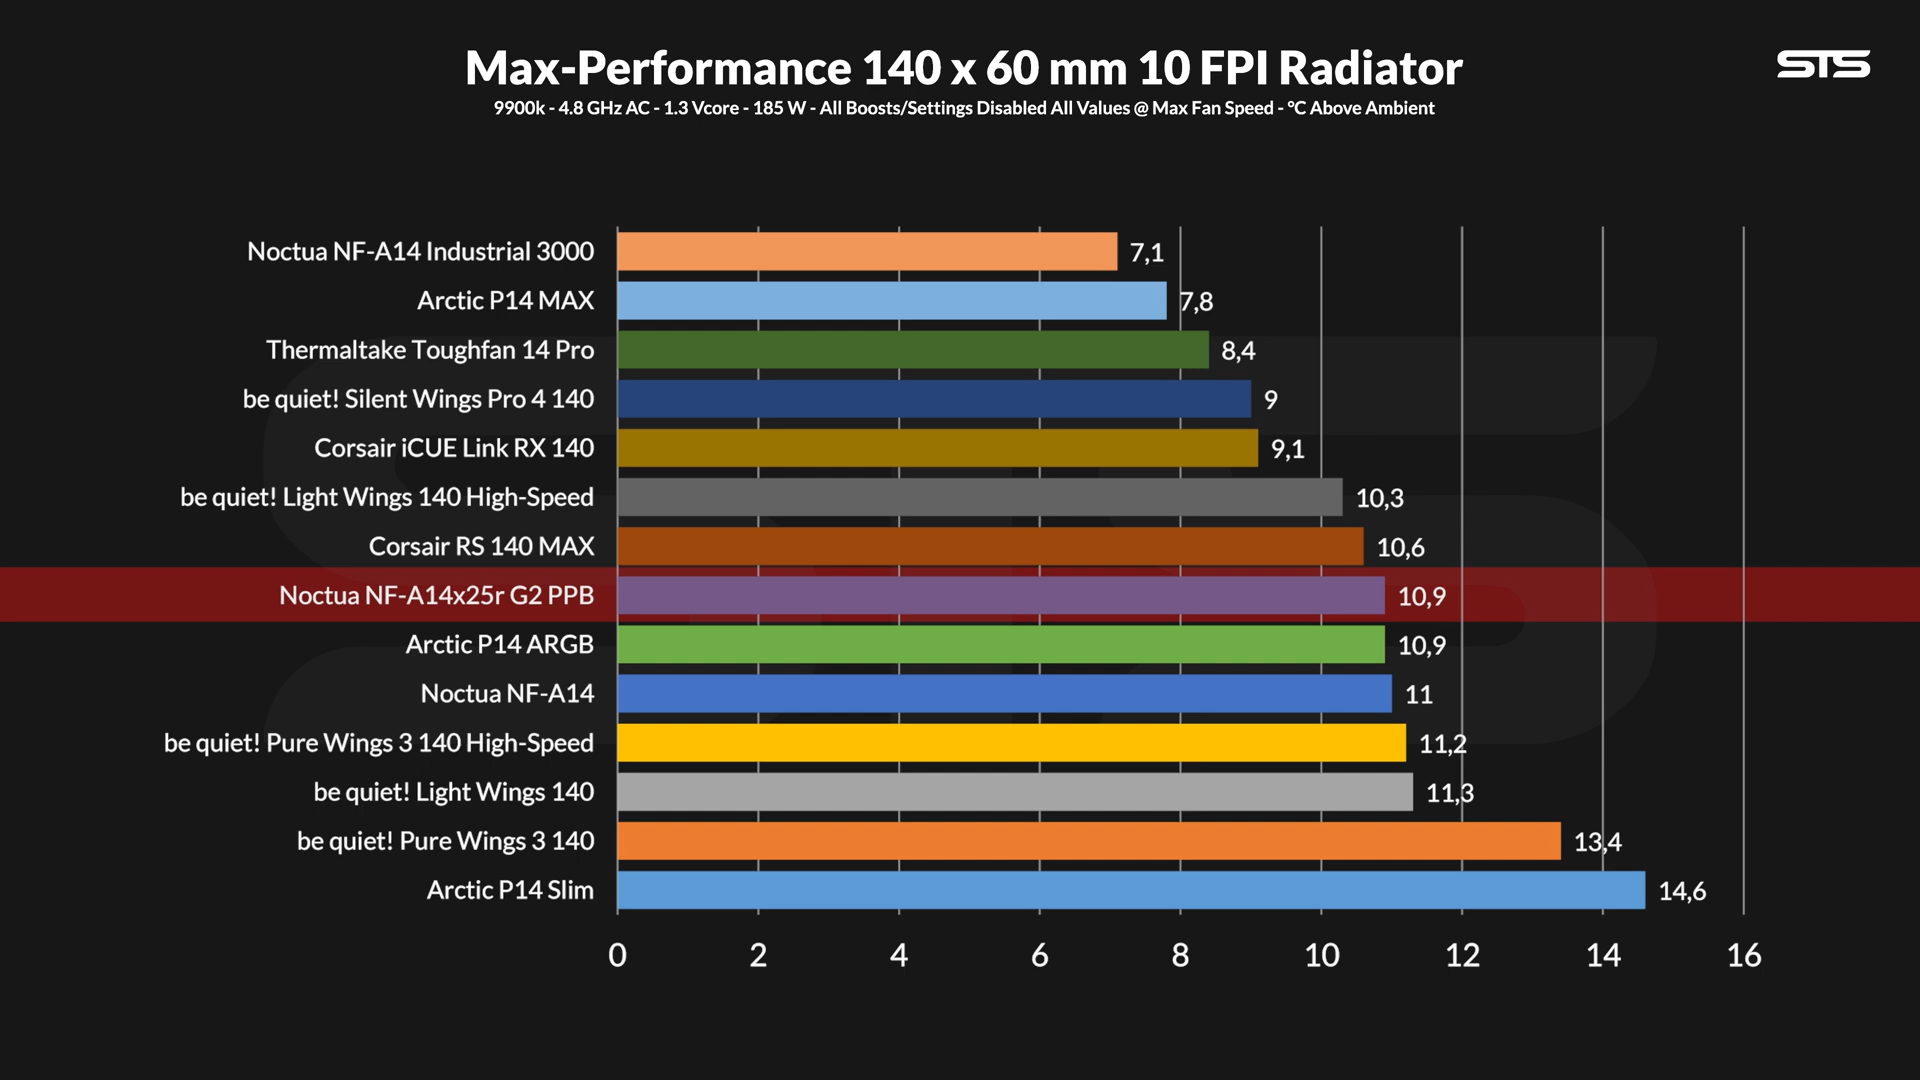 Max-Performance 140 x 60 mm 10 FPI Radiator
STS
9900k - 4.8 GHz AC - 1.3 Vcore - 185 W - All Boosts/Settings Disabled All Values @ Max Fan Speed - °C Above Ambient
Noctua NF-A14 Industrial 3000 7,1
Arctic P14 MAX 7,8
Thermaltake Toughfan 14 Pro 8,4
be quiet! Silent Wings Pro 4 140 9
Corsair iCUE Link RX 140 9,1
be quiet! Light Wings 140 High-Speed 10,3
Corsair RS 140 MAX 10,6
Noctua NF-A14x25r G2 PPB 10,9
Arctic P14 ARGB 10,9
Noctua NF-A14 11
be quiet! Pure Wings 3 140 High-Speed 11,2
be quiet! Light Wings 140 11,3
be quiet! Pure Wings 3 140 13,4
Arctic P14 Slim 14,6
0 2 4 6 8 10 12 14 16